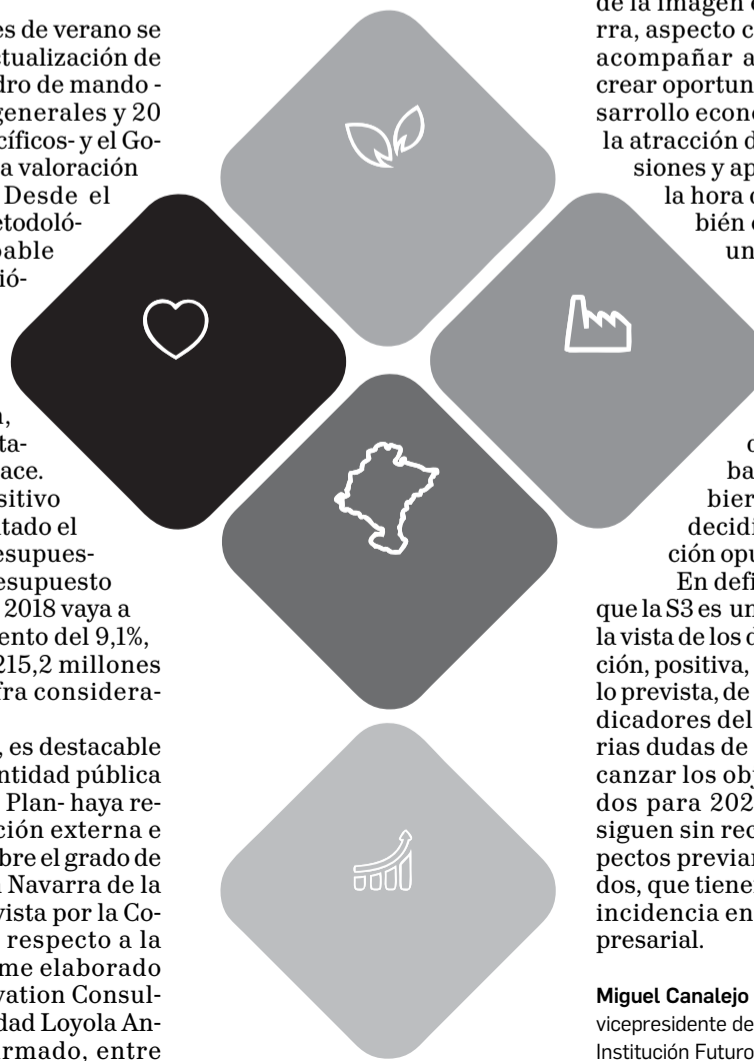 es de verano se
ctualización de
dro de mando -
generales y 20
cíficos- y el Go-
a valoración
Desde el
etodoló-
pable
ió-
ta-
ace.
sitivo
tado el
esupues-
esupuesto
2018 vaya a
ento del 9,1%,
215,2 millones
fra considera-
, es destacable
ntidad pública
Plan- haya re-
ción externa e
bre el grado de
Navarra de la
vista por la Co-
respecto a la
me elaborado
vation Consul-
dad Loyola An-
rmado, entre
de la imagen
rra, aspecto c
acompañar a
crear oportun
sarrollo econ
la atracción d
siones y ap
la hora
bién
un
ba
bier
decidi
ción opu
En defi
que la S3 es un
la vista de los d
ción, positiva,
lo prevista, de
dicadores del
rias dudas de
canzar los obj
dos para 202
siguen sin rec
pectos previa
dos, que tiene
incidencia en
presarial.
Miguel Canalejo
vicepresidente de
Institución Futuro